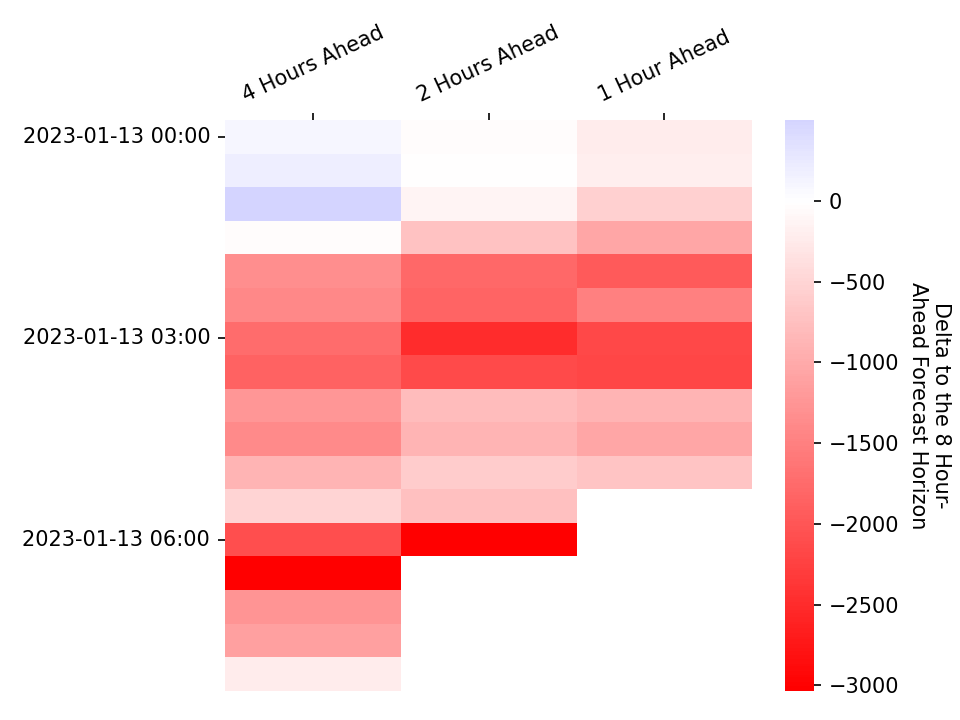 4 Hours Ahead
2 Hours Ahead
1 Hour Ahead
2023-01-13 00:00
2023-01-13 03:00
2023-01-13 06:00
0
−500
−1000
−1500
−2000
−2500
−3000
Delta to the 8 Hour-
Ahead Forecast Horizon